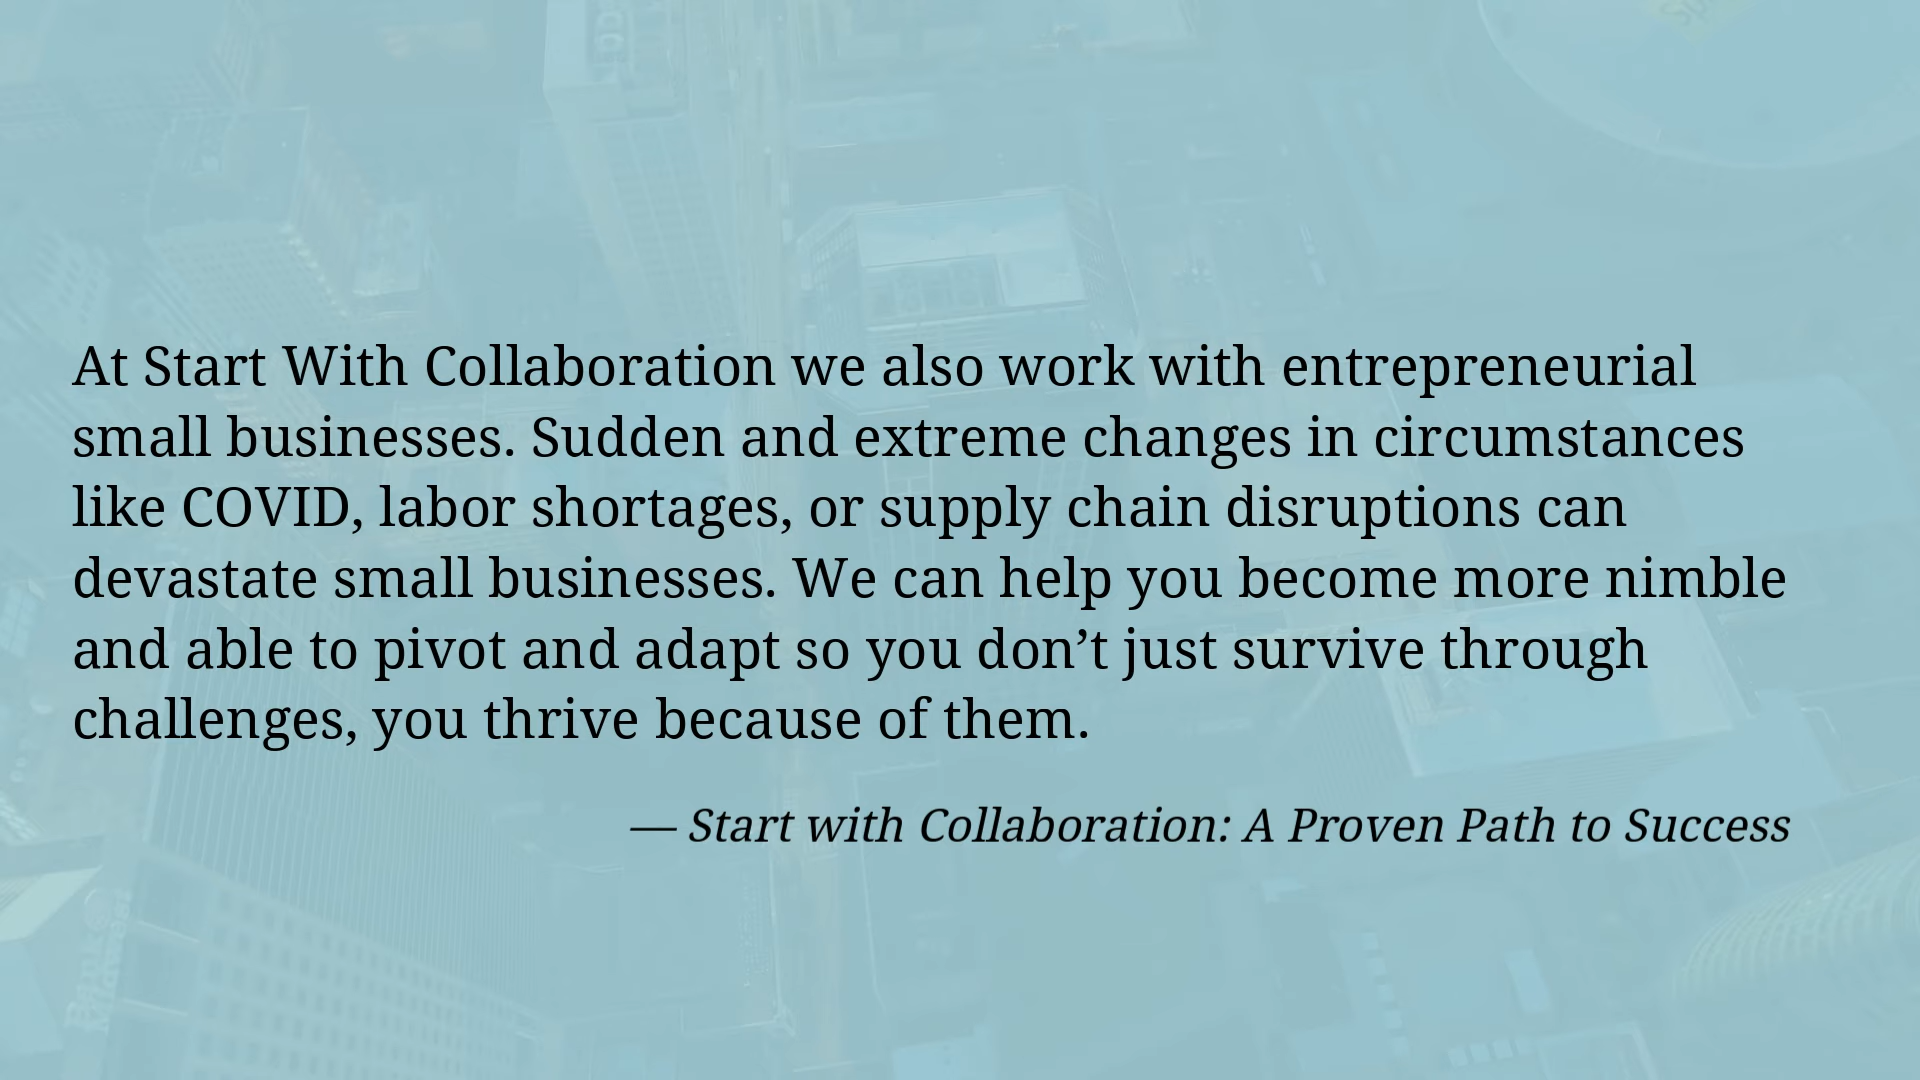 At Start With Collaboration we also work with entrepreneurial
small businesses. Sudden and extreme changes in circumstances
like COVID, labor shortages, or supply chain disruptions can
devastate small businesses. We can help you become more nimble
and able to pivot and adapt so you don’t just survive through
challenges, you thrive because of them.
— Start with Collaboration: A Proven Path to Success